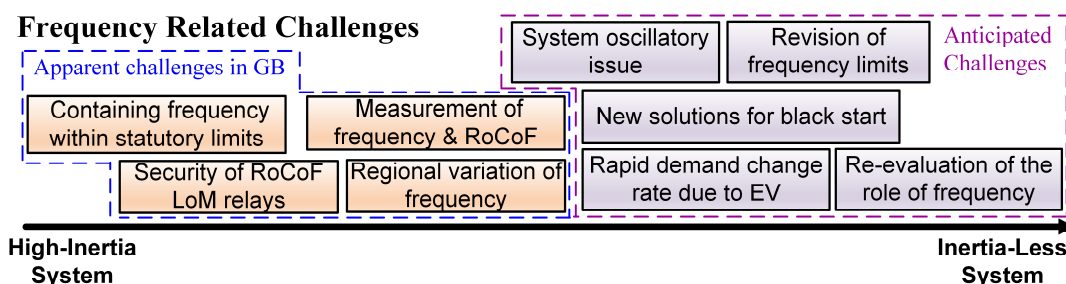 Frequency Related Challenges
Apparent challenges in GB
Containing frequency
within statutory limits
Measurement of
frequency & RoCoF
Security of RoCoF
LoM relays
Regional variation of
frequency
System oscillatory
issue
Revision of
frequency limits
Anticipated
Challenges
New solutions for black start
Rapid demand change
rate due to EV
Re-evaluation of the
role of frequency
High-Inertia
System
Inertia-Less
System